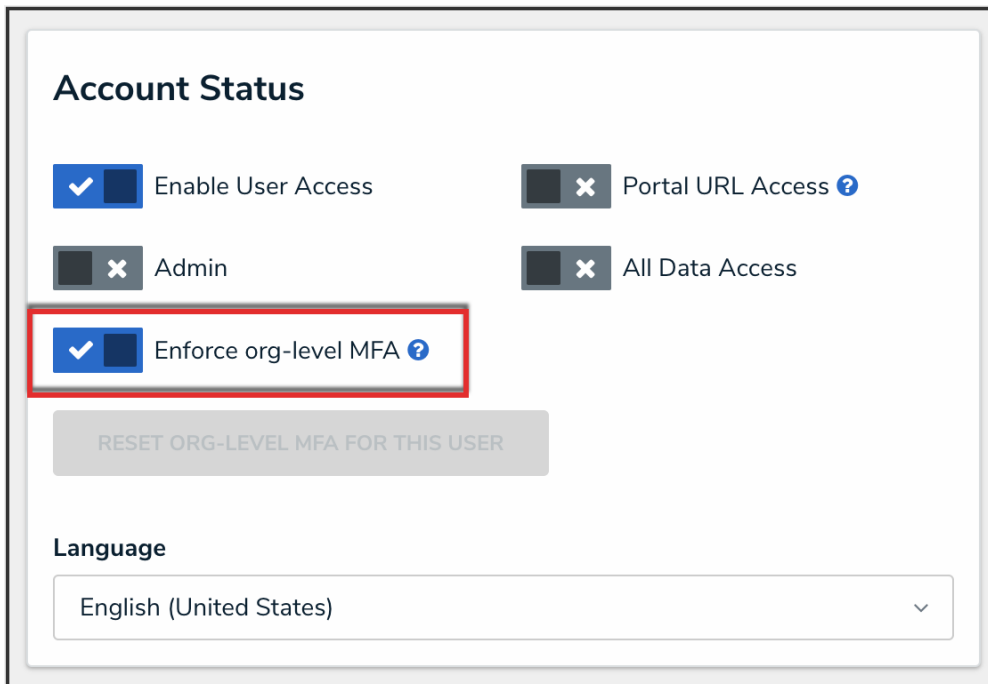 Account Status
Enable User Access
Portal URL Access ?
Admin
All Data Access
Enforce org-level MFA ?
RESET ORG-LEVEL MFA FOR THIS USER
Language
English (United States)